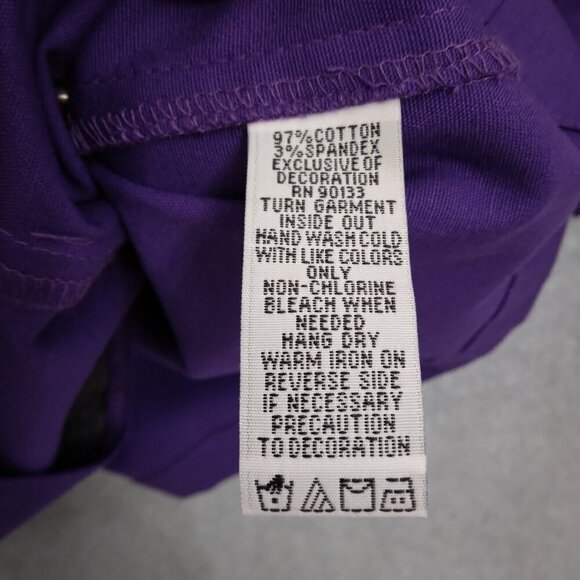 97%COTTON
3%SPANDEX
EXCLUSIVE OF
DECORATION
RN 90133
TURN GARMENT
INSIDE OUT
HAND WASH COLD
WITH LIKE COLORS
ONLY
NON-CHLORINE
BLEACH WHEN
NEEDED
HANG DRY
WARM IRON ON
REVERSE SIDE
IF NECESSARY
PRECAUTION
TO DECORATION